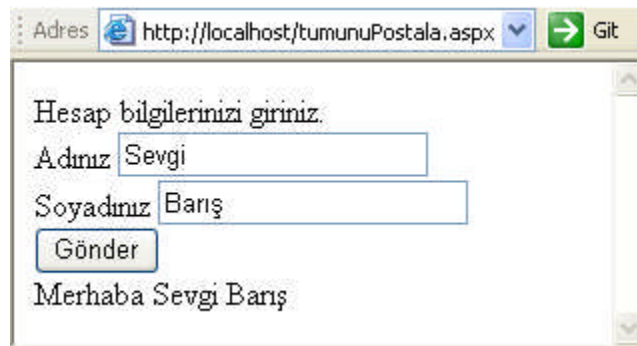 Adres http://localhost/tumunuPostala.aspx Git
Hesap bilgilerinizi giriniz.
Adınız Sevgi
Soyadınız Barış
Gönder
Merhaba Sevgi Barış